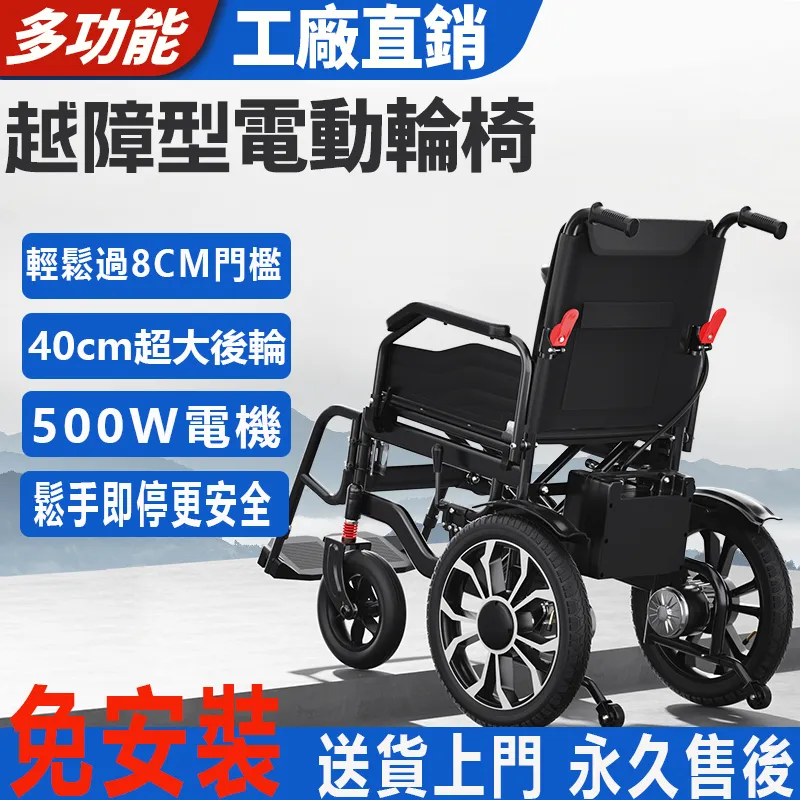 多功能
工廠直銷
越障型電動輪椅
輕鬆過8CM門檻
40cm超大後輪
500W電機
鬆手即停更安全
免安裝
送貨上門 永久售後